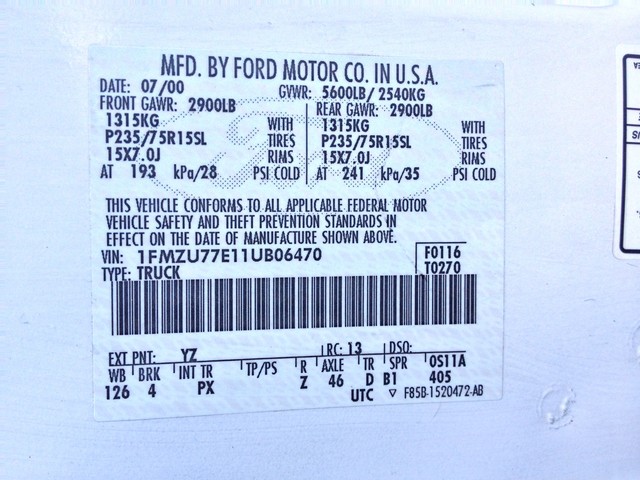 MFD. BY FORD MOTOR CO. IN U.S.A.
DATE: 07/00 GVWR: 5600LB/ 2540KG
FRONT GAWR: 2900LB REAR GAWR: 2900LB
1315KG WITH 1315KG WITH
P235/75R15SL TIRES P235/75R15SL TIRES
15X7.0J RIMS 15X7.0J RIMS
AT 193 kPa/28 PSI COLD AT 241 kPa/35 PSI COLD
THIS VEHICLE CONFORMS TO ALL APPLICABLE FEDERAL MOTOR
VEHICLE SAFETY AND THEFT PREVENTION STANDARDS IN
EFFECT ON THE DATE OF MANUFACTURE SHOWN ABOVE.
VIN: 1FMZU77E11UB06470 F0116
TYPE: TRUCK T0270
EXT PNT: YZ RC: 13 DSO:
WB BRK INT TR TP/PS R AXLE TR SPR 0S11A
126 4 PX Z 46 D B1 405
UTC F85B-1520472-AB